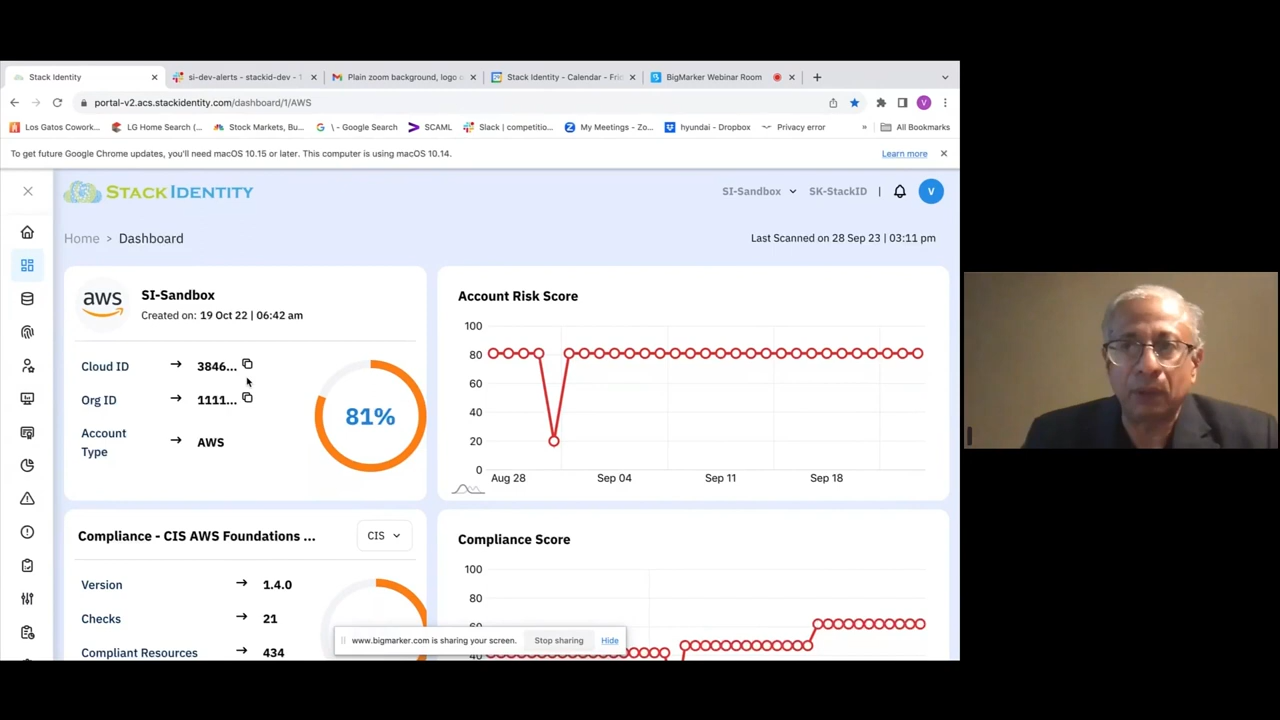 Stack Identity
si-dev-alerts - stackid-dev - 1
Plain zoom background, logo o
Stack Identity - Calendar - Fri
BigMarker Webinar Room
portal-v2.acs.stackidentity.com/dashboard/1/AWS
V
Los Gatos Cowork...
LG Home Search (...
Stock Markets, Bu...
\ - Google Search
SCAML
Slack | competitio...
My Meetings - Zo...
hyundai - Dropbox
Privacy error
»
All Bookmarks
To get future Google Chrome updates, you'll need macOS 10.15 or later. This computer is using macOS 10.14.
Learn more
STACK IDENTITY
SI-Sandbox
SK-StackID
V
Home > Dashboard
Last Scanned on 28 Sep 23 | 03:11 pm
aws
SI-Sandbox
Created on: 19 Oct 22 | 06:42 am
Cloud ID → 3846...
Org ID → 1111...
Account Type → AWS
81%
Account Risk Score
100
80
60
40
20
0
Aug 28 Sep 04 Sep 11 Sep 18
Compliance - CIS AWS Foundations ...
CIS
Version → 1.4.0
Checks → 21
Compliant Resources → 434
Compliance Score
100
80
60
40
www.bigmarker.com is sharing your screen.
Stop sharing
Hide